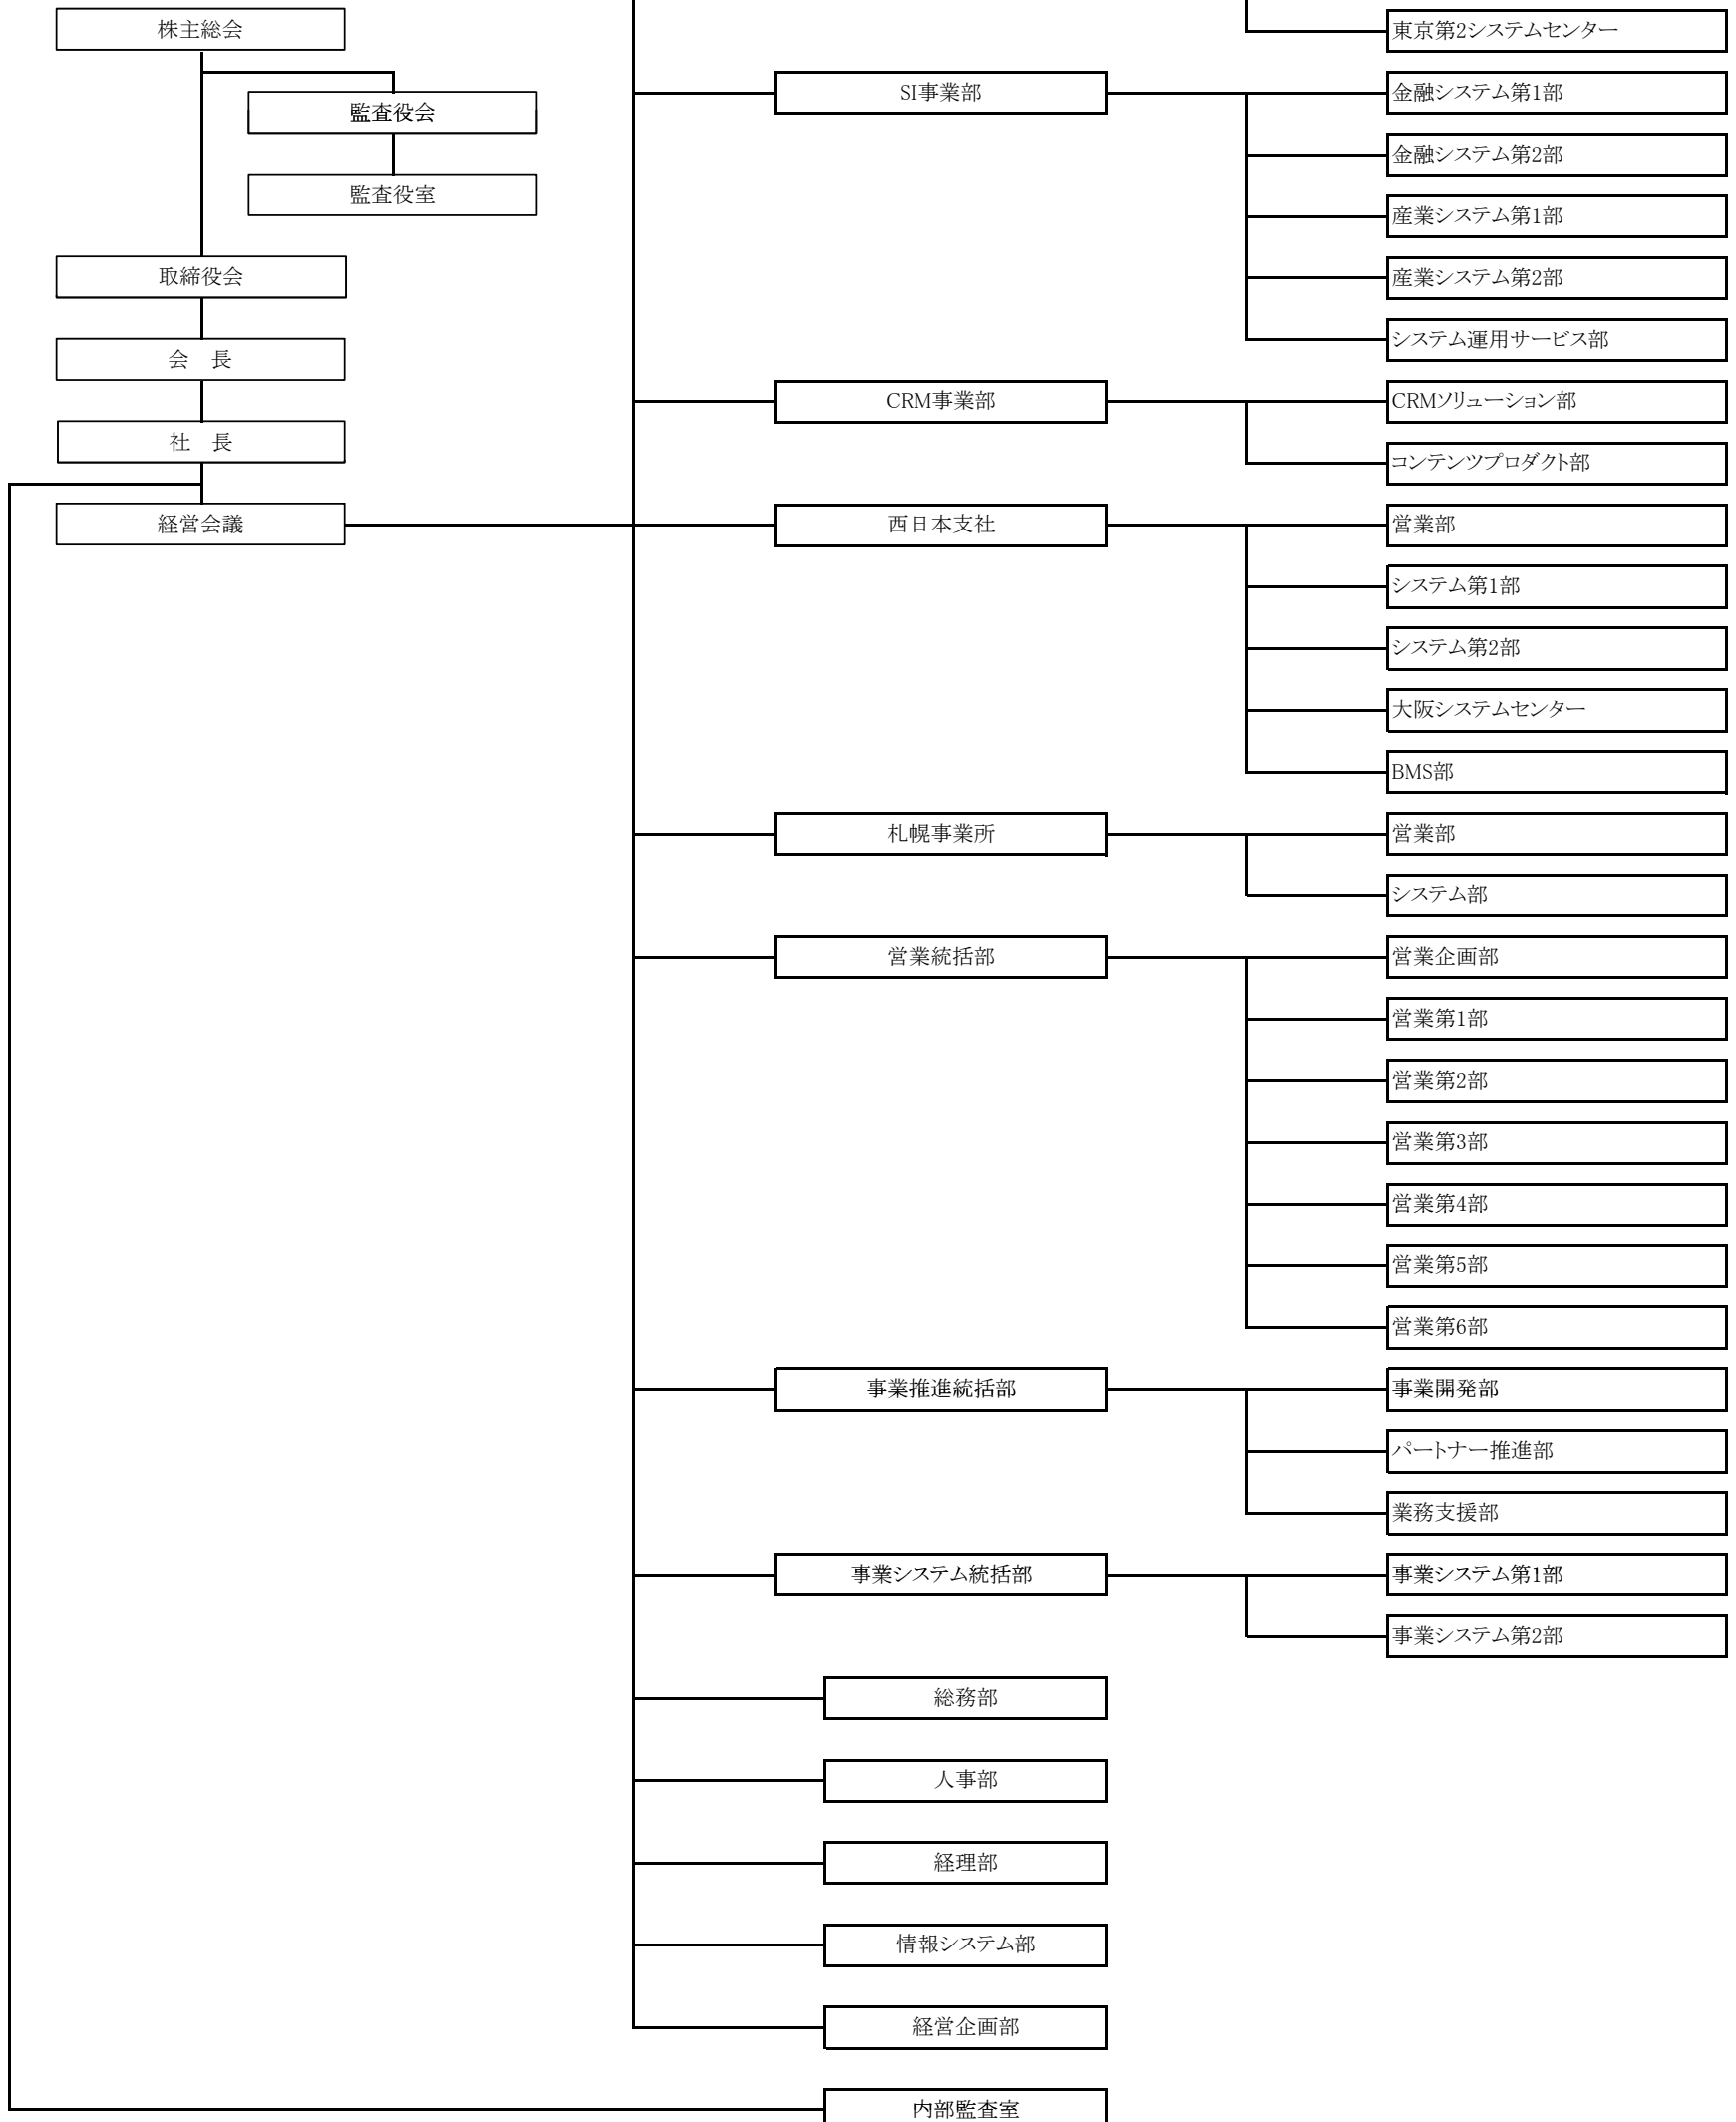 株主総会
監査役会
監査役室
取締役会
会　長
社　長
経営会議
東京第2システムセンター
SI事業部
金融システム第1部
金融システム第2部
産業システム第1部
産業システム第2部
システム運用サービス部
CRM事業部
CRMソリューション部
コンテンツプロダクト部
西日本支社
営業部
システム第1部
システム第2部
大阪システムセンター
BMS部
札幌事業所
営業部
システム部
営業統括部
営業企画部
営業第1部
営業第2部
営業第3部
営業第4部
営業第5部
営業第6部
事業推進統括部
事業開発部
パートナー推進部
業務支援部
事業システム統括部
事業システム第1部
事業システム第2部
総務部
人事部
経理部
情報システム部
経営企画部
内部監査室